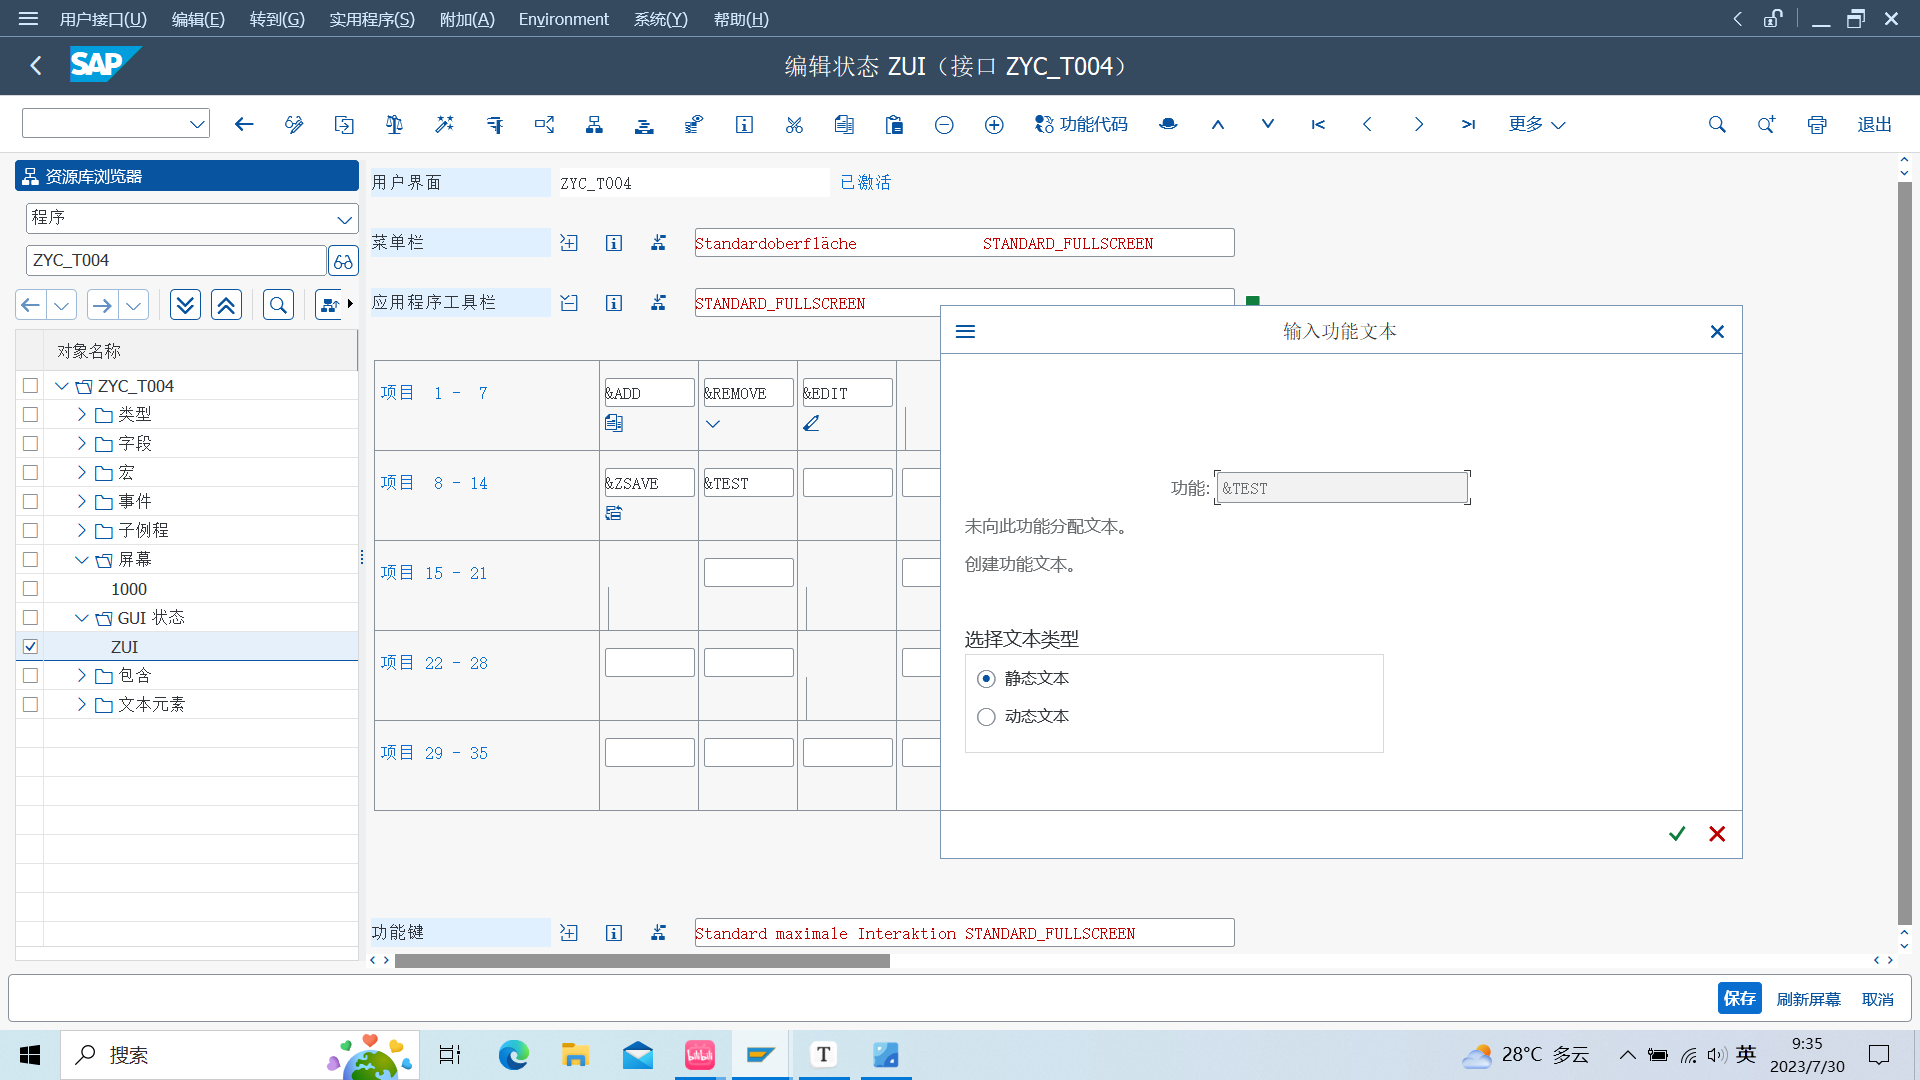 用户接口(U) 编辑(E) 转到(G) 实用程序(S) 附加(A) Environment 系统(Y) 帮助(H)
SAP 编辑状态 ZUI（接口 ZYC_T004）
功能代码 更多 退出
资源库浏览器
程序
ZYC_T004
对象名称
ZYC_T004
类型
字段
宏
事件
子例程
屏幕
1000
GUI 状态
ZUI
包含
文本元素
用户界面 ZYC_T004 已激活
菜单栏 Standardoberfläche STANDARD_FULLSCREEN
应用程序工具栏 STANDARD_FULLSCREEN
项目 1 - 7 &ADD &REMOVE &EDIT
项目 8 - 14 &ZSAVE &TEST
项目 15 - 21
项目 22 - 28
项目 29 - 35
功能键 Standard maximale Interaktion STANDARD_FULLSCREEN
输入功能文本
功能: &TEST
未向此功能分配文本。
创建功能文本。
选择文本类型
静态文本
动态文本
保存 刷新屏幕 取消
搜索
bilibili
T
28°C 多云
英
9:35
2023/7/30